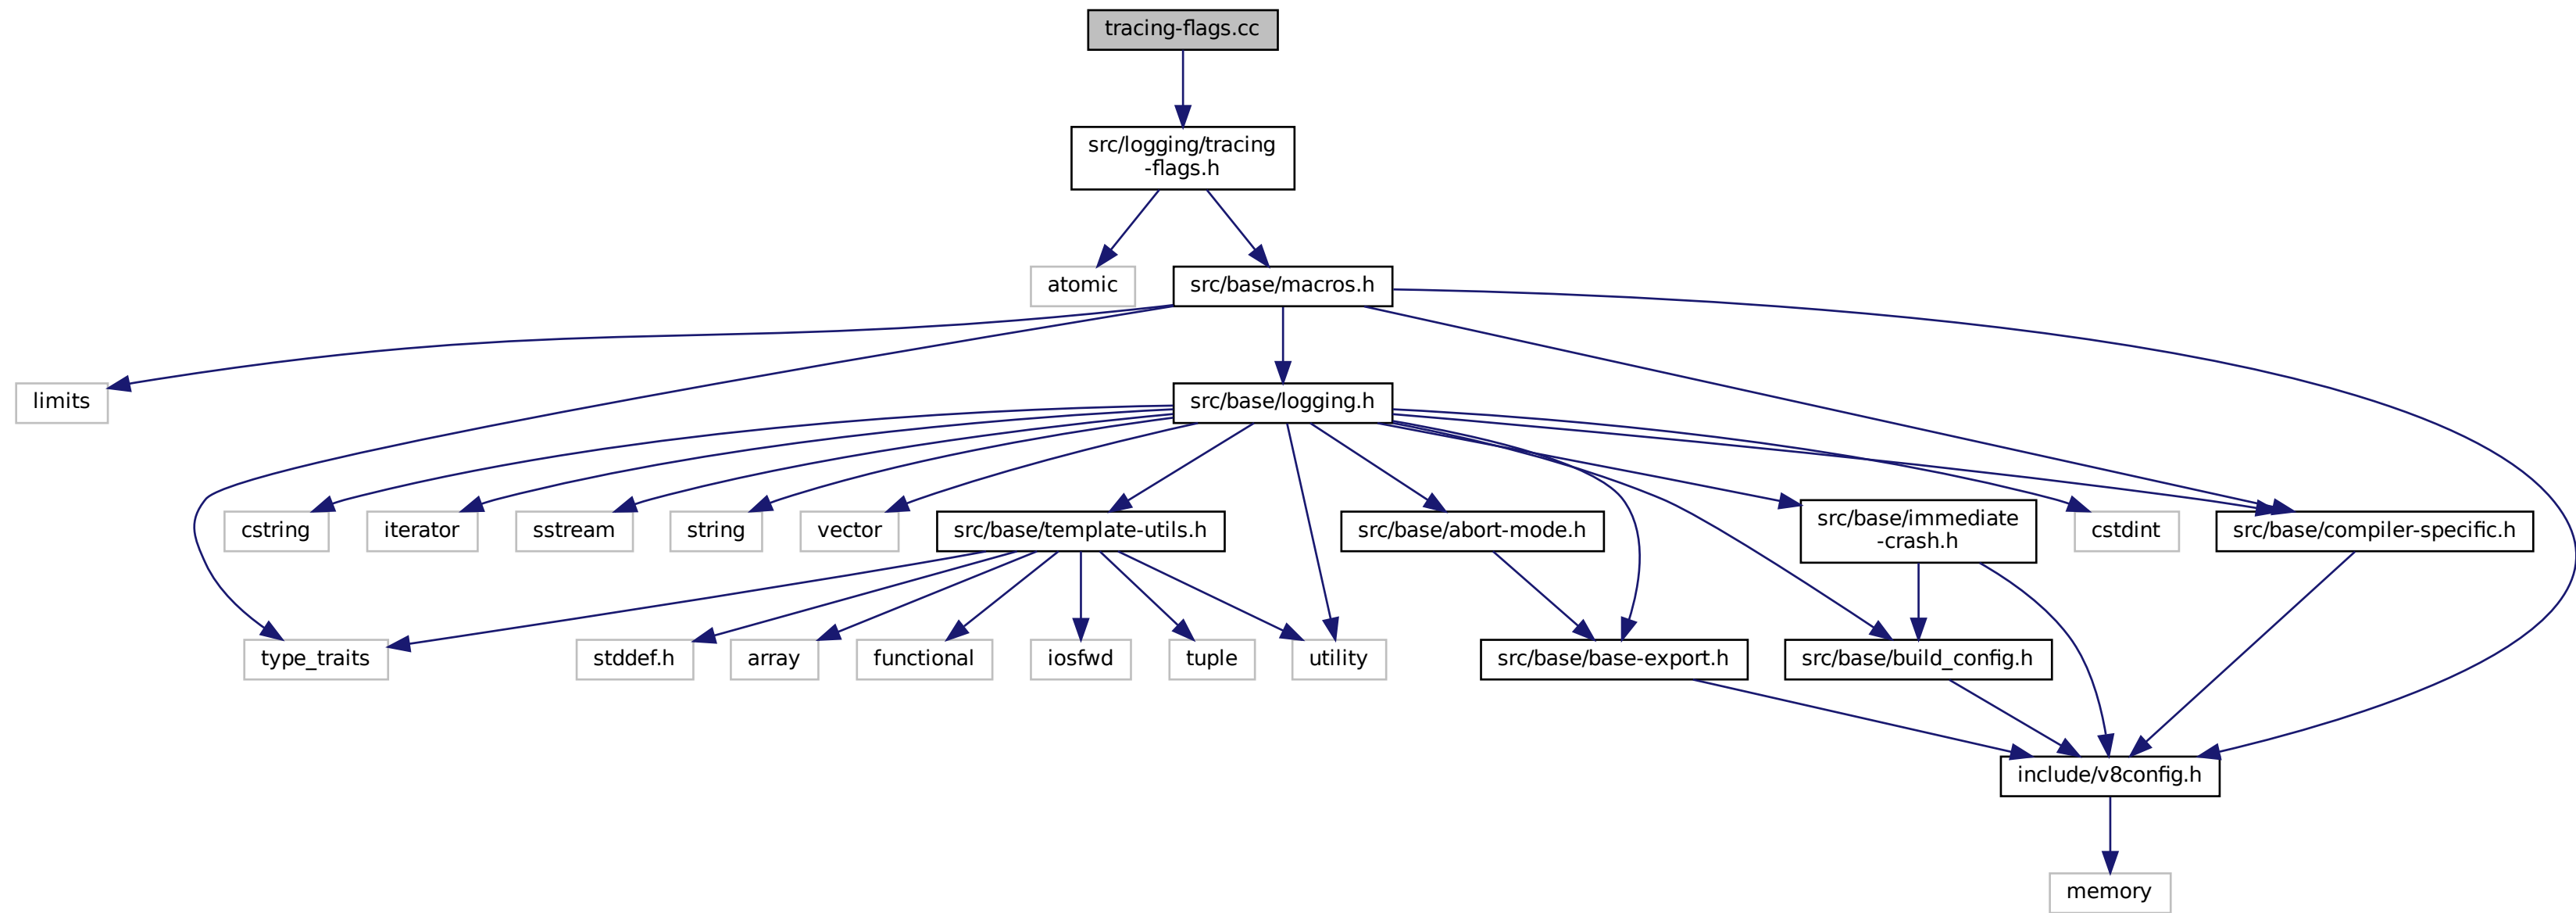 tracing-flags.cc
src/logging/tracing
-flags.h
atomic
src/base/macros.h
limits
src/base/logging.h
cstring
iterator
sstream
string
vector
src/base/template-utils.h
src/base/abort-mode.h
src/base/immediate
-crash.h
cstdint
src/base/compiler-specific.h
type_traits
stddef.h
array
functional
iosfwd
tuple
utility
src/base/base-export.h
src/base/build_config.h
include/v8config.h
memory